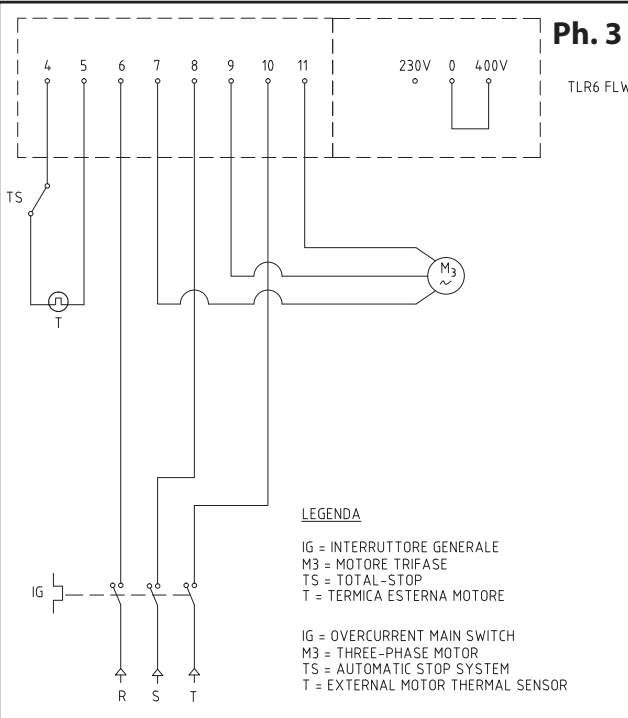 Ph. 3
4 5 6 7 8 9 10 11 230V 0 400V
TLR6 FLW
TS
M3
~
T
LEGENDA
IG = INTERRUTTORE GENERALE
M3 = MOTORE TRIFASE
TS = TOTAL-STOP
T = TERMICA ESTERNA MOTORE
IG
IG = OVERCURRENT MAIN SWITCH
M3 = THREE-PHASE MOTOR
TS = AUTOMATIC STOP SYSTEM
T = EXTERNAL MOTOR THERMAL SENSOR
R S T